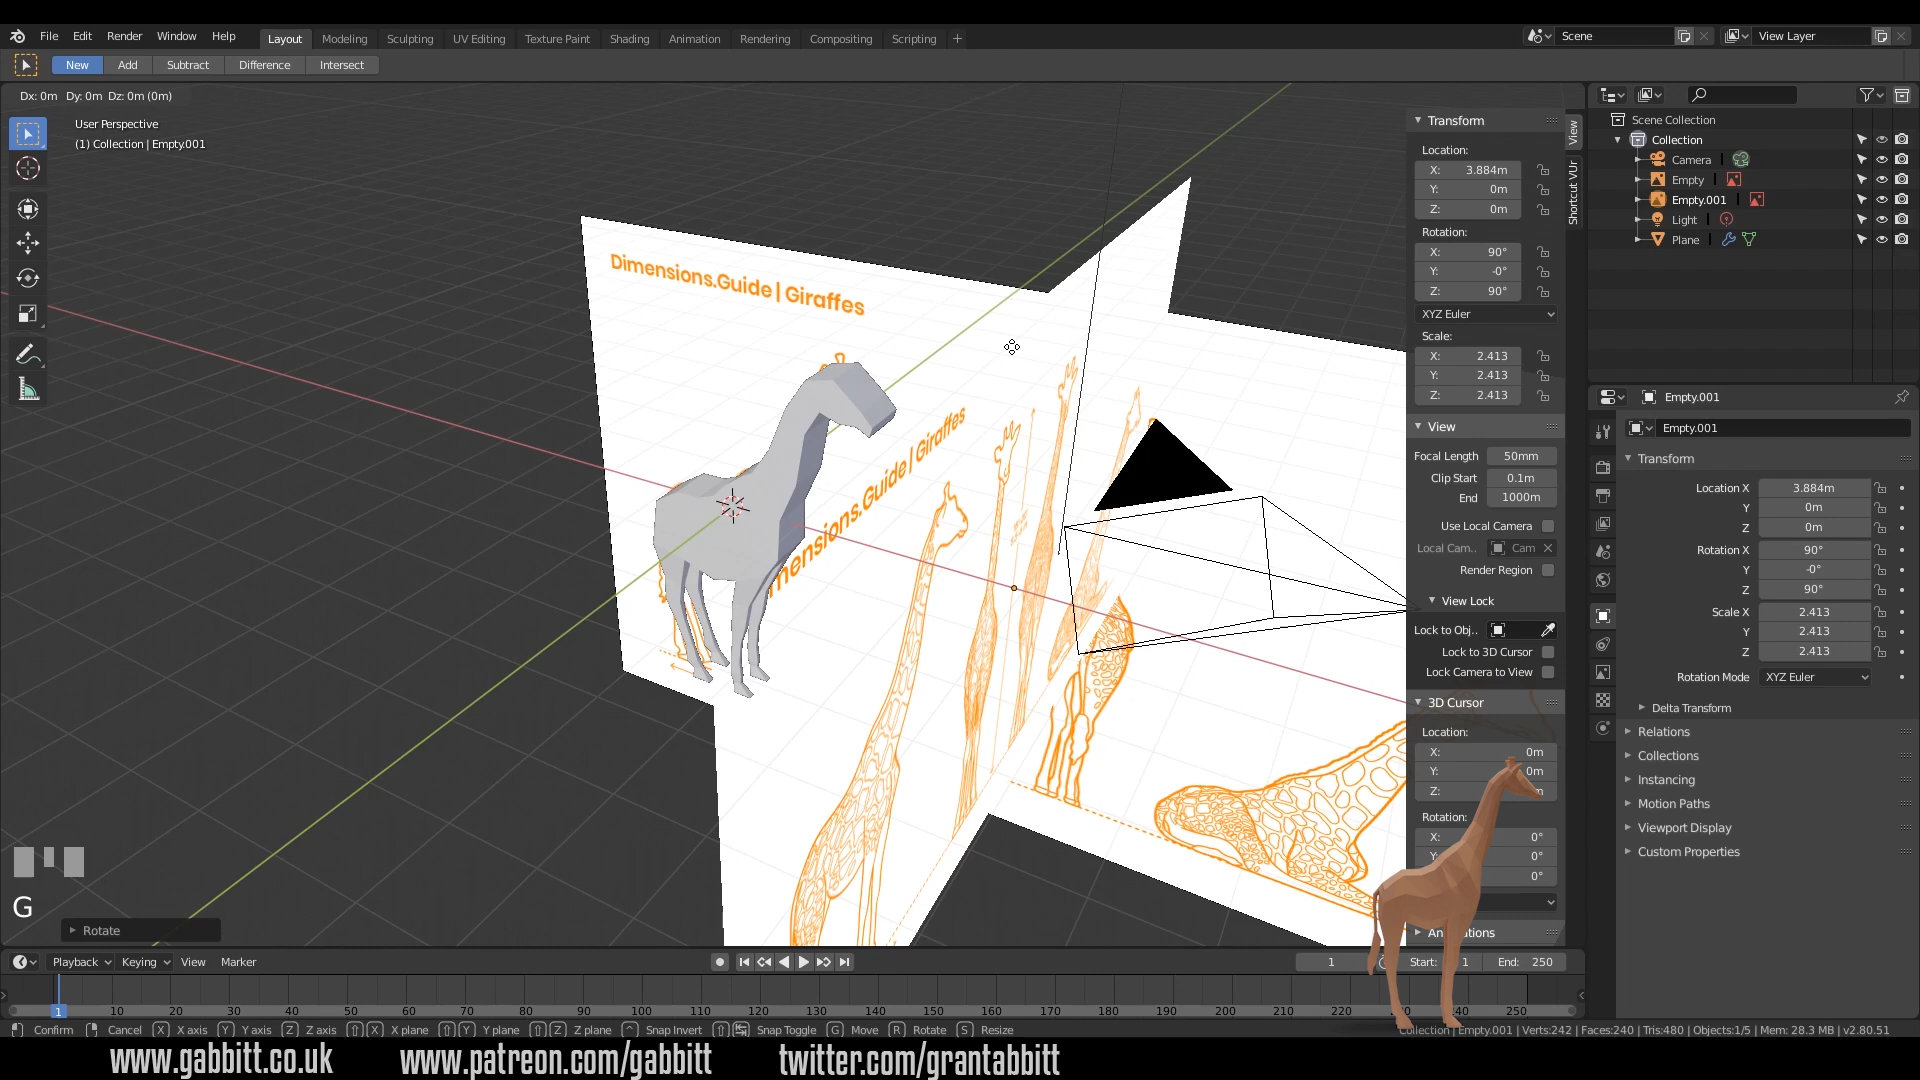 File Edit Render Window Help Layout Modeling Sculpting UV Editing Texture Paint Shading Animation Rendering Compositing Scripting + Scene View Layer
New Add Subtract Difference Intersect
Dx: 0m Dy: 0m Dz: 0m (0m)
User Perspective
(1) Collection | Empty.001
Dimensions.Guide | Giraffes
mensions.Guide | Giraffes
G
Rotate
Transform
Location:
X: 3.884m
Y: 0m
Z: 0m
Rotation:
X: 90°
Y: -0°
Z: 90°
XYZ Euler
Scale:
X: 2.413
Y: 2.413
Z: 2.413
View
Focal Length 50mm
Clip Start 0.1m
End 1000m
Use Local Camera
Local Cam.. Cam
Render Region
View Lock
Lock to Obj..
Lock to 3D Cursor
Lock Camera to View
3D Cursor
Location:
X: 0m
Y: 0m
Z:
Rotation:
X: 0°
Y: 0°
0°
View
Shortcut VUr
Scene Collection
Collection
Camera
Empty
Empty.001
Light
Plane
Empty.001
Empty.001
Transform
Location X 3.884m
Y 0m
Z 0m
Rotation X 90°
Y -0°
Z 90°
Scale X 2.413
Y 2.413
Z 2.413
Rotation Mode XYZ Euler
Delta Transform
Relations
Collections
Instancing
Motion Paths
Viewport Display
Custom Properties
Playback Keying View Marker 1 Start: 1 End: 250
1 10 20 30 40 50 60 70 80 90 100 110 120 130 140 150 160 170 180 190 200 210 220 240 250
Confirm Cancel X X axis Y Y axis Z Z axis X X plane Y Y plane Z Z plane ^ Snap Invert Snap Toggle G Move R Rotate S Resize Collection | Empty.001 | Verts:242 | Faces:240 | Tris:480 | Objects:1/5 | Mem: 28.3 MB | v2.80.51
www.gabbitt.co.uk www.patreon.com/gabbitt twitter.com/grantabbitt